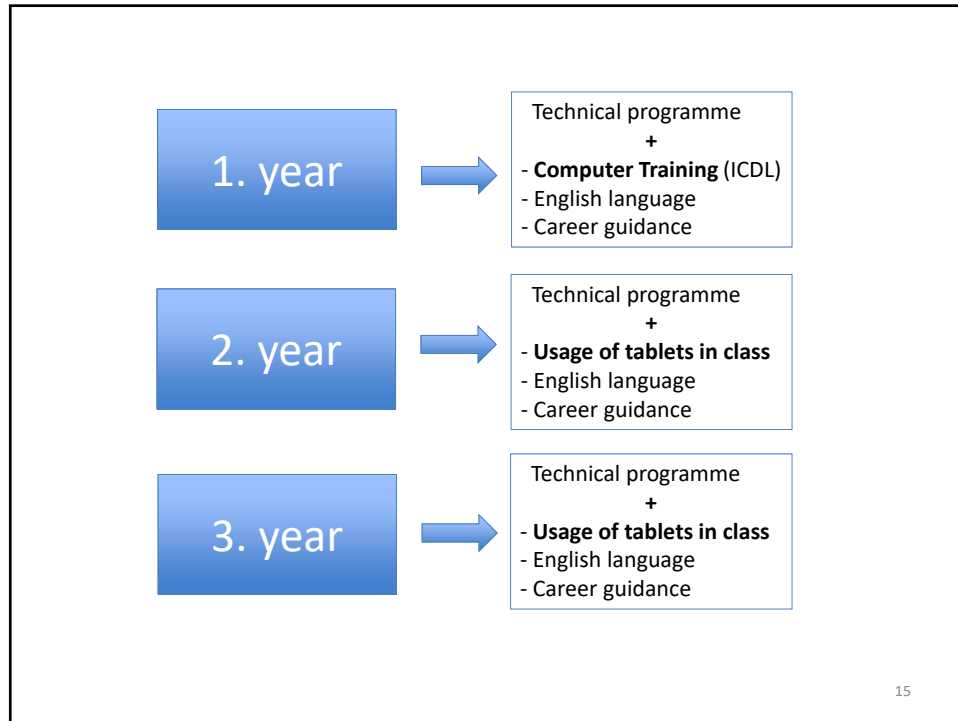 1. year
Technical programme
+
- Computer Training (ICDL)
- English language
- Career guidance
2. year
Technical programme
+
- Usage of tablets in class
- English language
- Career guidance
3. year
Technical programme
+
- Usage of tablets in class
- English language
- Career guidance
15